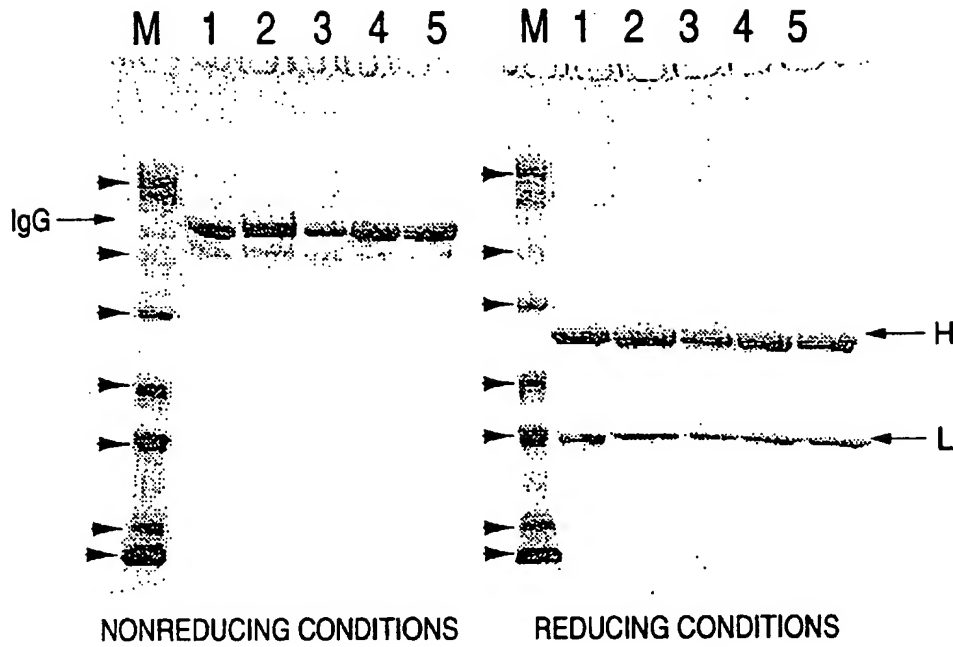 M 1 2 3 4 5 M 1 2 3 4 5
IgG
H
L
NONREDUCING CONDITIONS REDUCING CONDITIONS